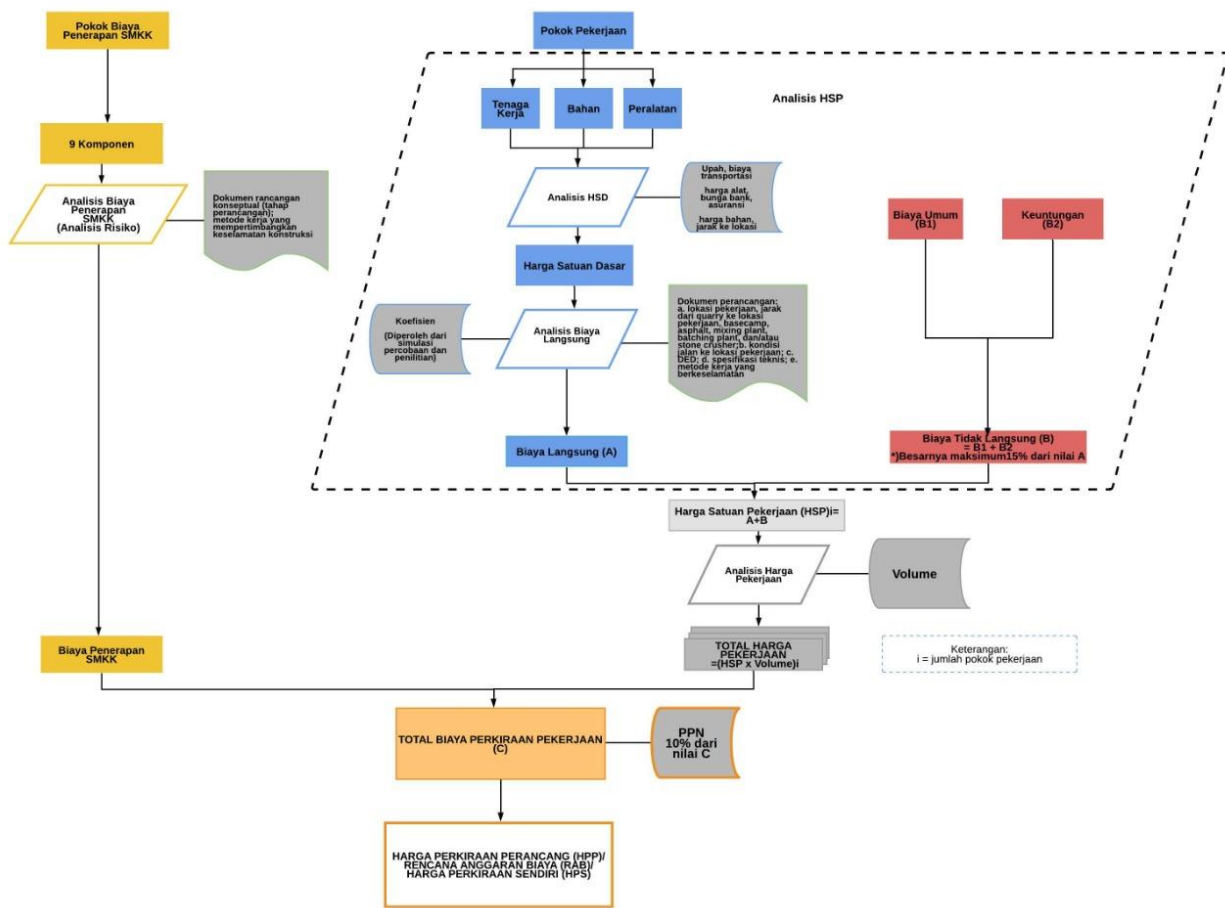 Pokok Biaya
Penerapan SMKK
9 Komponen
Analisis Biaya
Penerapan
SMKK
(Analisis Risiko)
Dokumen rancangan
konseptual (tahap
perancangan);
metode kerja yang
mempertimbangkan
keselamatan konstruksi
Biaya Penerapan
SMKK
Pokok Pekerjaan
Analisis HSP
Tenaga
Kerja
Bahan
Peralatan
Analisis HSD
Upah, biaya
transportasi
harga alat,
bunga bank,
asuransi
harga bahan,
jarak ke lokasi
Harga Satuan Dasar
Koefisien
(Diperoleh dari
simulasi
percobaan dan
penilitian)
Analisis Biaya
Langsung
Dokumen perancangan;
a. lokasi pekerjaan, jarak
dari quarry ke lokasi
pekerjaan, basecamp,
asphalt, mixing plant,
batching plant, dan/atau
stone crusher;b. kondisi
jalan ke lokasi pekerjaan; c.
DED; d. spesifikasi teknis; e.
metode kerja yang
berkeselamatan
Biaya Langsung (A)
Biaya Umum
(B1)
Keuntungan
(B2)
Biaya Tidak Langsung (B)
= B1 + B2
*)Besarnya maksimum15% dari nilai A
Harga Satuan Pekerjaan (HSP)i=
A+B
Analisis Harga
Pekerjaan
Volume
TOTAL HARGA
PEKERJAAN
=(HSP x Volume)i
Keterangan:
i = jumlah pokok pekerjaan
TOTAL BIAYA PERKIRAAN PEKERJAAN
(C)
PPN
10% dari
nilai C
HARGA PERKIRAAN PERANCANG (HPP)/
RENCANA ANGGARAN BIAYA (RAB)/
HARGA PERKIRAAN SENDIRI (HPS)